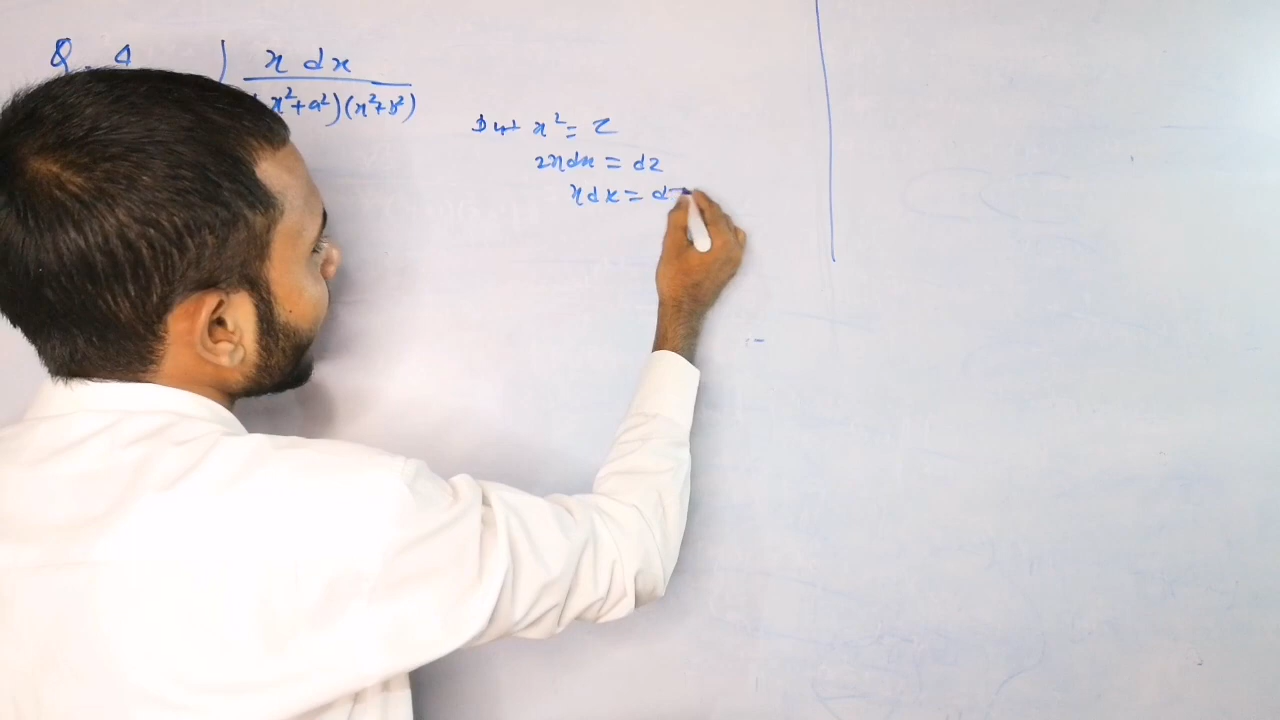 Q. 4 ∫ x dx
x²+a²)(x²+b²)
Put x² = z
2xdx = dz
xdx = dz